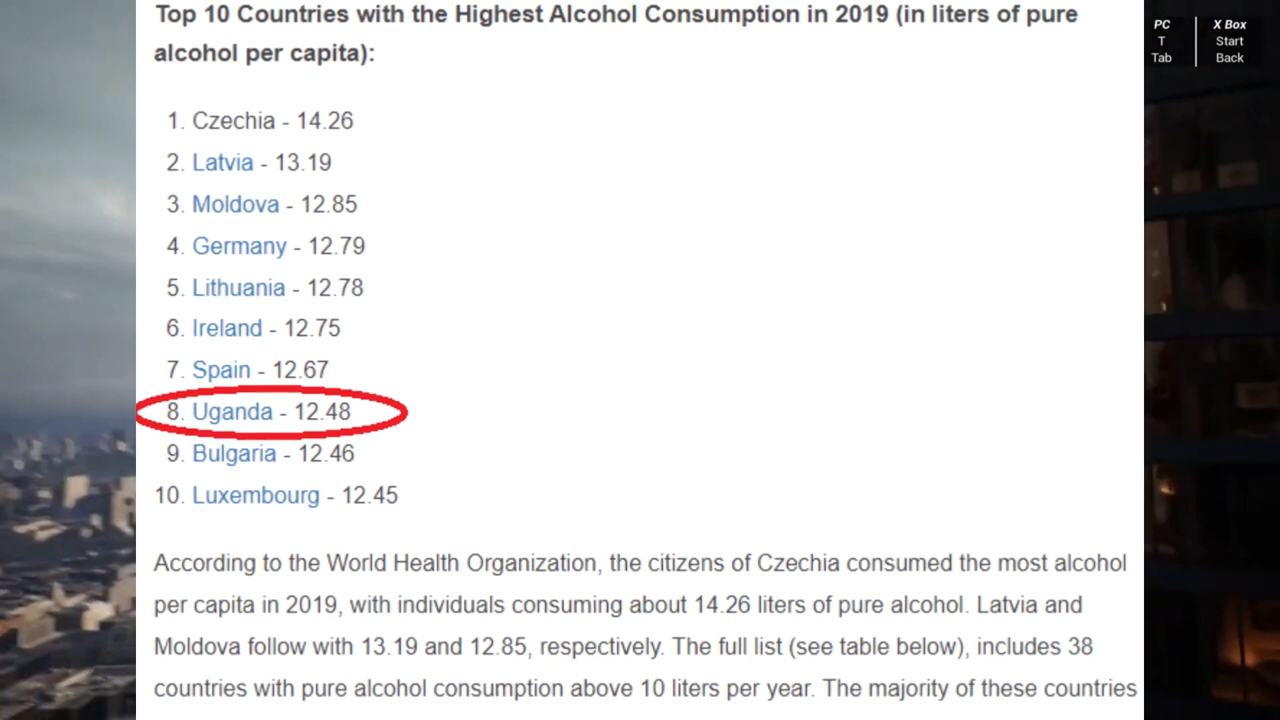 Top 10 Countries with the Highest Alcohol Consumption in 2019 (in liters of pure
alcohol per capita):
1. Czechia - 14.26
2. Latvia - 13.19
3. Moldova - 12.85
4. Germany - 12.79
5. Lithuania - 12.78
6. Ireland - 12.75
7. Spain - 12.67
8. Uganda - 12.48
9. Bulgaria - 12.46
10. Luxembourg - 12.45
According to the World Health Organization, the citizens of Czechia consumed the most alcohol
per capita in 2019, with individuals consuming about 14.26 liters of pure alcohol. Latvia and
Moldova follow with 13.19 and 12.85, respectively. The full list (see table below), includes 38
countries with pure alcohol consumption above 10 liters per year. The majority of these countries
PC X Box
T Start
Tab Back